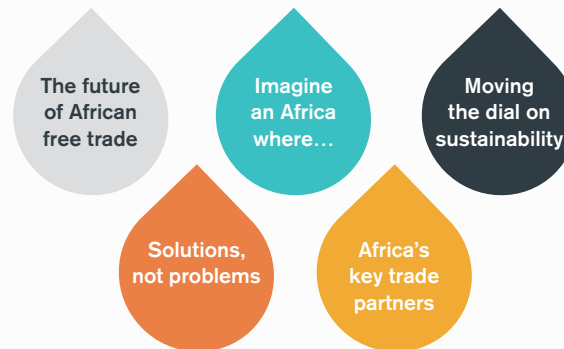 The future
of African
free trade
Imagine
an Africa
where…
Moving
the dial on
sustainability
Solutions,
not problems
Africa's
key trade
partners